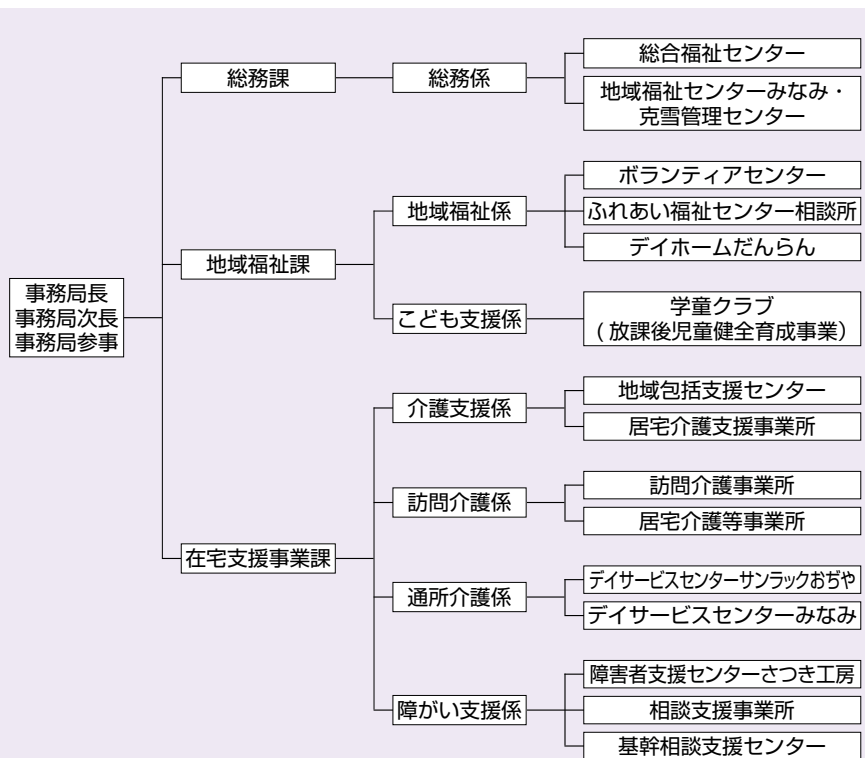 事務局長
事務局次長
事務局参事
総務課
総務係
総合福祉センター
地域福祉センターみなみ・
克雪管理センター
地域福祉課
地域福祉係
ボランティアセンター
ふれあい福祉センター相談所
デイホームだんらん
こども支援係
学童クラブ
(放課後児童健全育成事業)
在宅支援事業課
介護支援係
地域包括支援センター
居宅介護支援事業所
訪問介護係
訪問介護事業所
居宅介護等事業所
通所介護係
デイサービスセンターサンラックおぢや
デイサービスセンターみなみ
障がい支援係
障害者支援センターさつき工房
相談支援事業所
基幹相談支援センター